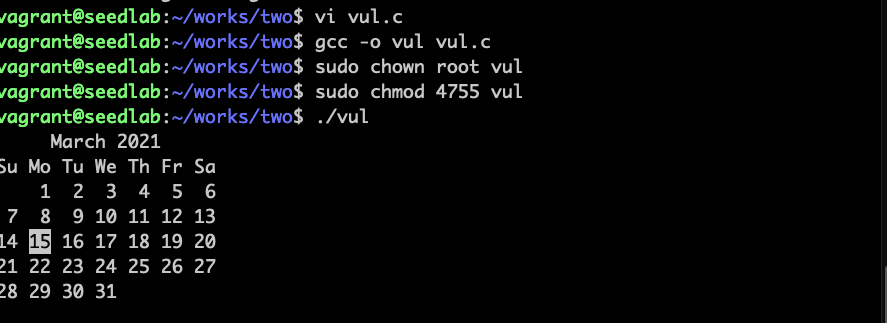 vagrant@seedlab:~/works/two$ vi vul.c
vagrant@seedlab:~/works/two$ gcc -o vul vul.c
vagrant@seedlab:~/works/two$ sudo chown root vul
vagrant@seedlab:~/works/two$ sudo chmod 4755 vul
vagrant@seedlab:~/works/two$ ./vul
     March 2021
Su Mo Tu We Th Fr Sa
    1  2  3  4  5  6
 7  8  9 10 11 12 13
14 15 16 17 18 19 20
21 22 23 24 25 26 27
28 29 30 31